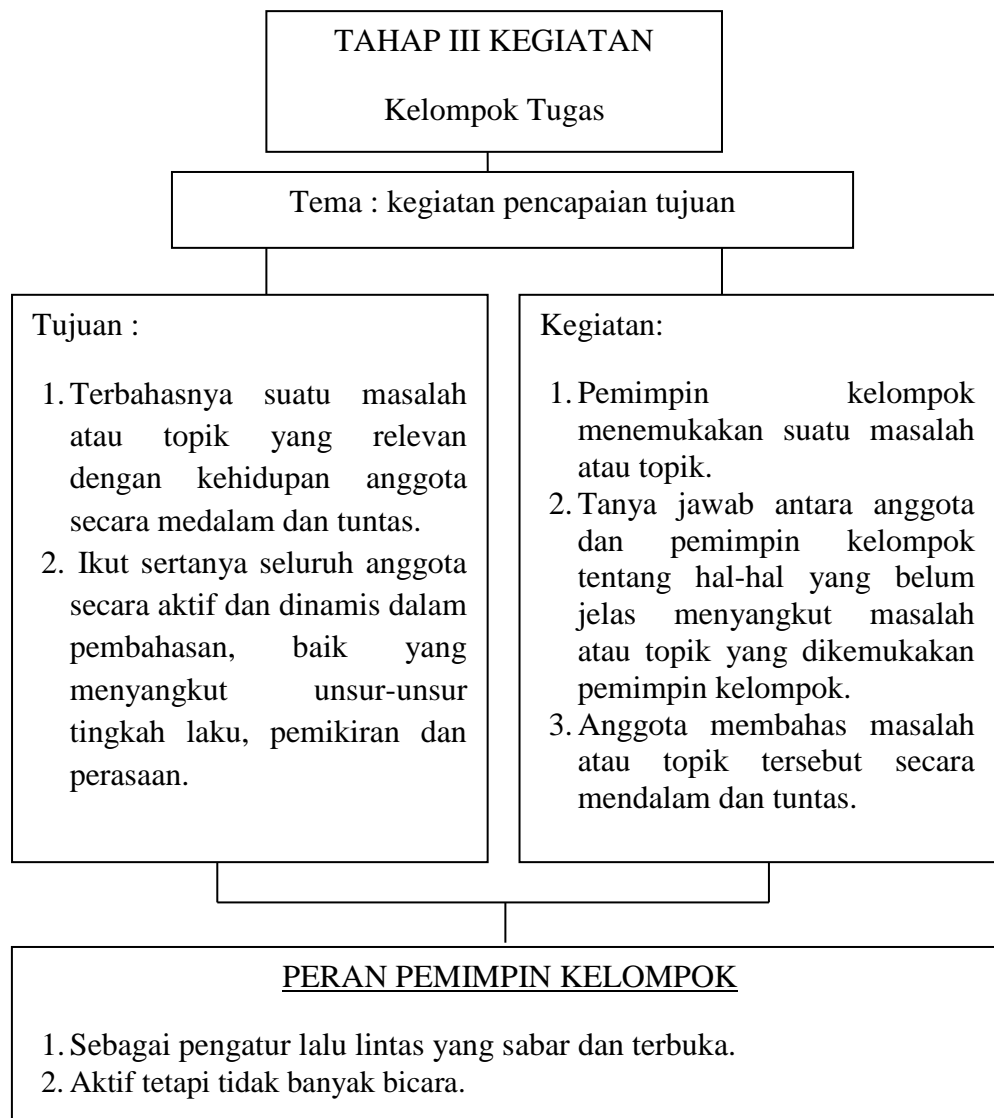 TAHAP III KEGIATAN
Kelompok Tugas
Tema : kegiatan pencapaian tujuan
Tujuan :
1. Terbahasnya suatu masalah
atau topik yang relevan
dengan kehidupan anggota
secara medalam dan tuntas.
2. Ikut sertanya seluruh anggota
secara aktif dan dinamis dalam
pembahasan, baik yang
menyangkut unsur-unsur
tingkah laku, pemikiran dan
perasaan.
Kegiatan:
1. Pemimpin kelompok
menemukakan suatu masalah
atau topik.
2. Tanya jawab antara anggota
dan pemimpin kelompok
tentang hal-hal yang belum
jelas menyangkut masalah
atau topik yang dikemukakan
pemimpin kelompok.
3. Anggota membahas masalah
atau topik tersebut secara
mendalam dan tuntas.
PERAN PEMIMPIN KELOMPOK
1. Sebagai pengatur lalu lintas yang sabar dan terbuka.
2. Aktif tetapi tidak banyak bicara.